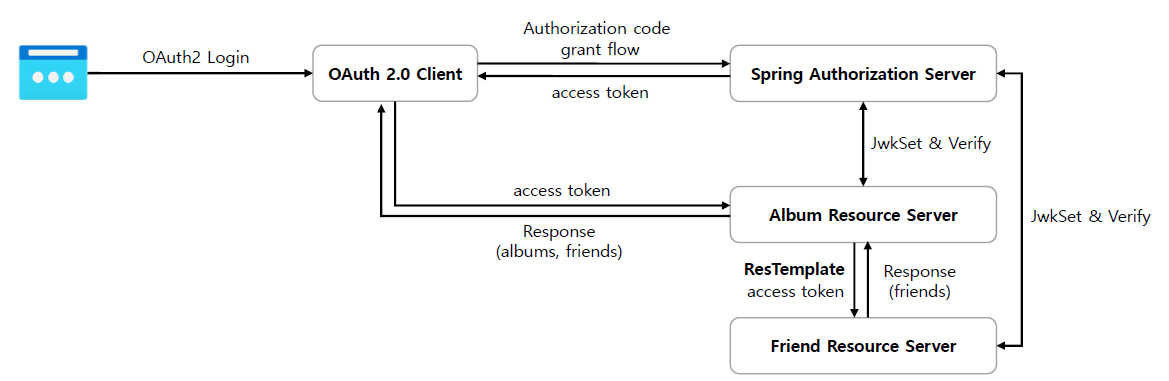 OAuth2 Login
OAuth 2.0 Client
Authorization code
grant flow
access token
Spring Authorization Server
JwkSet & Verify
access token
Response
(albums, friends)
Album Resource Server
JwkSet & Verify
ResTemplate
access token
Response
(friends)
Friend Resource Server